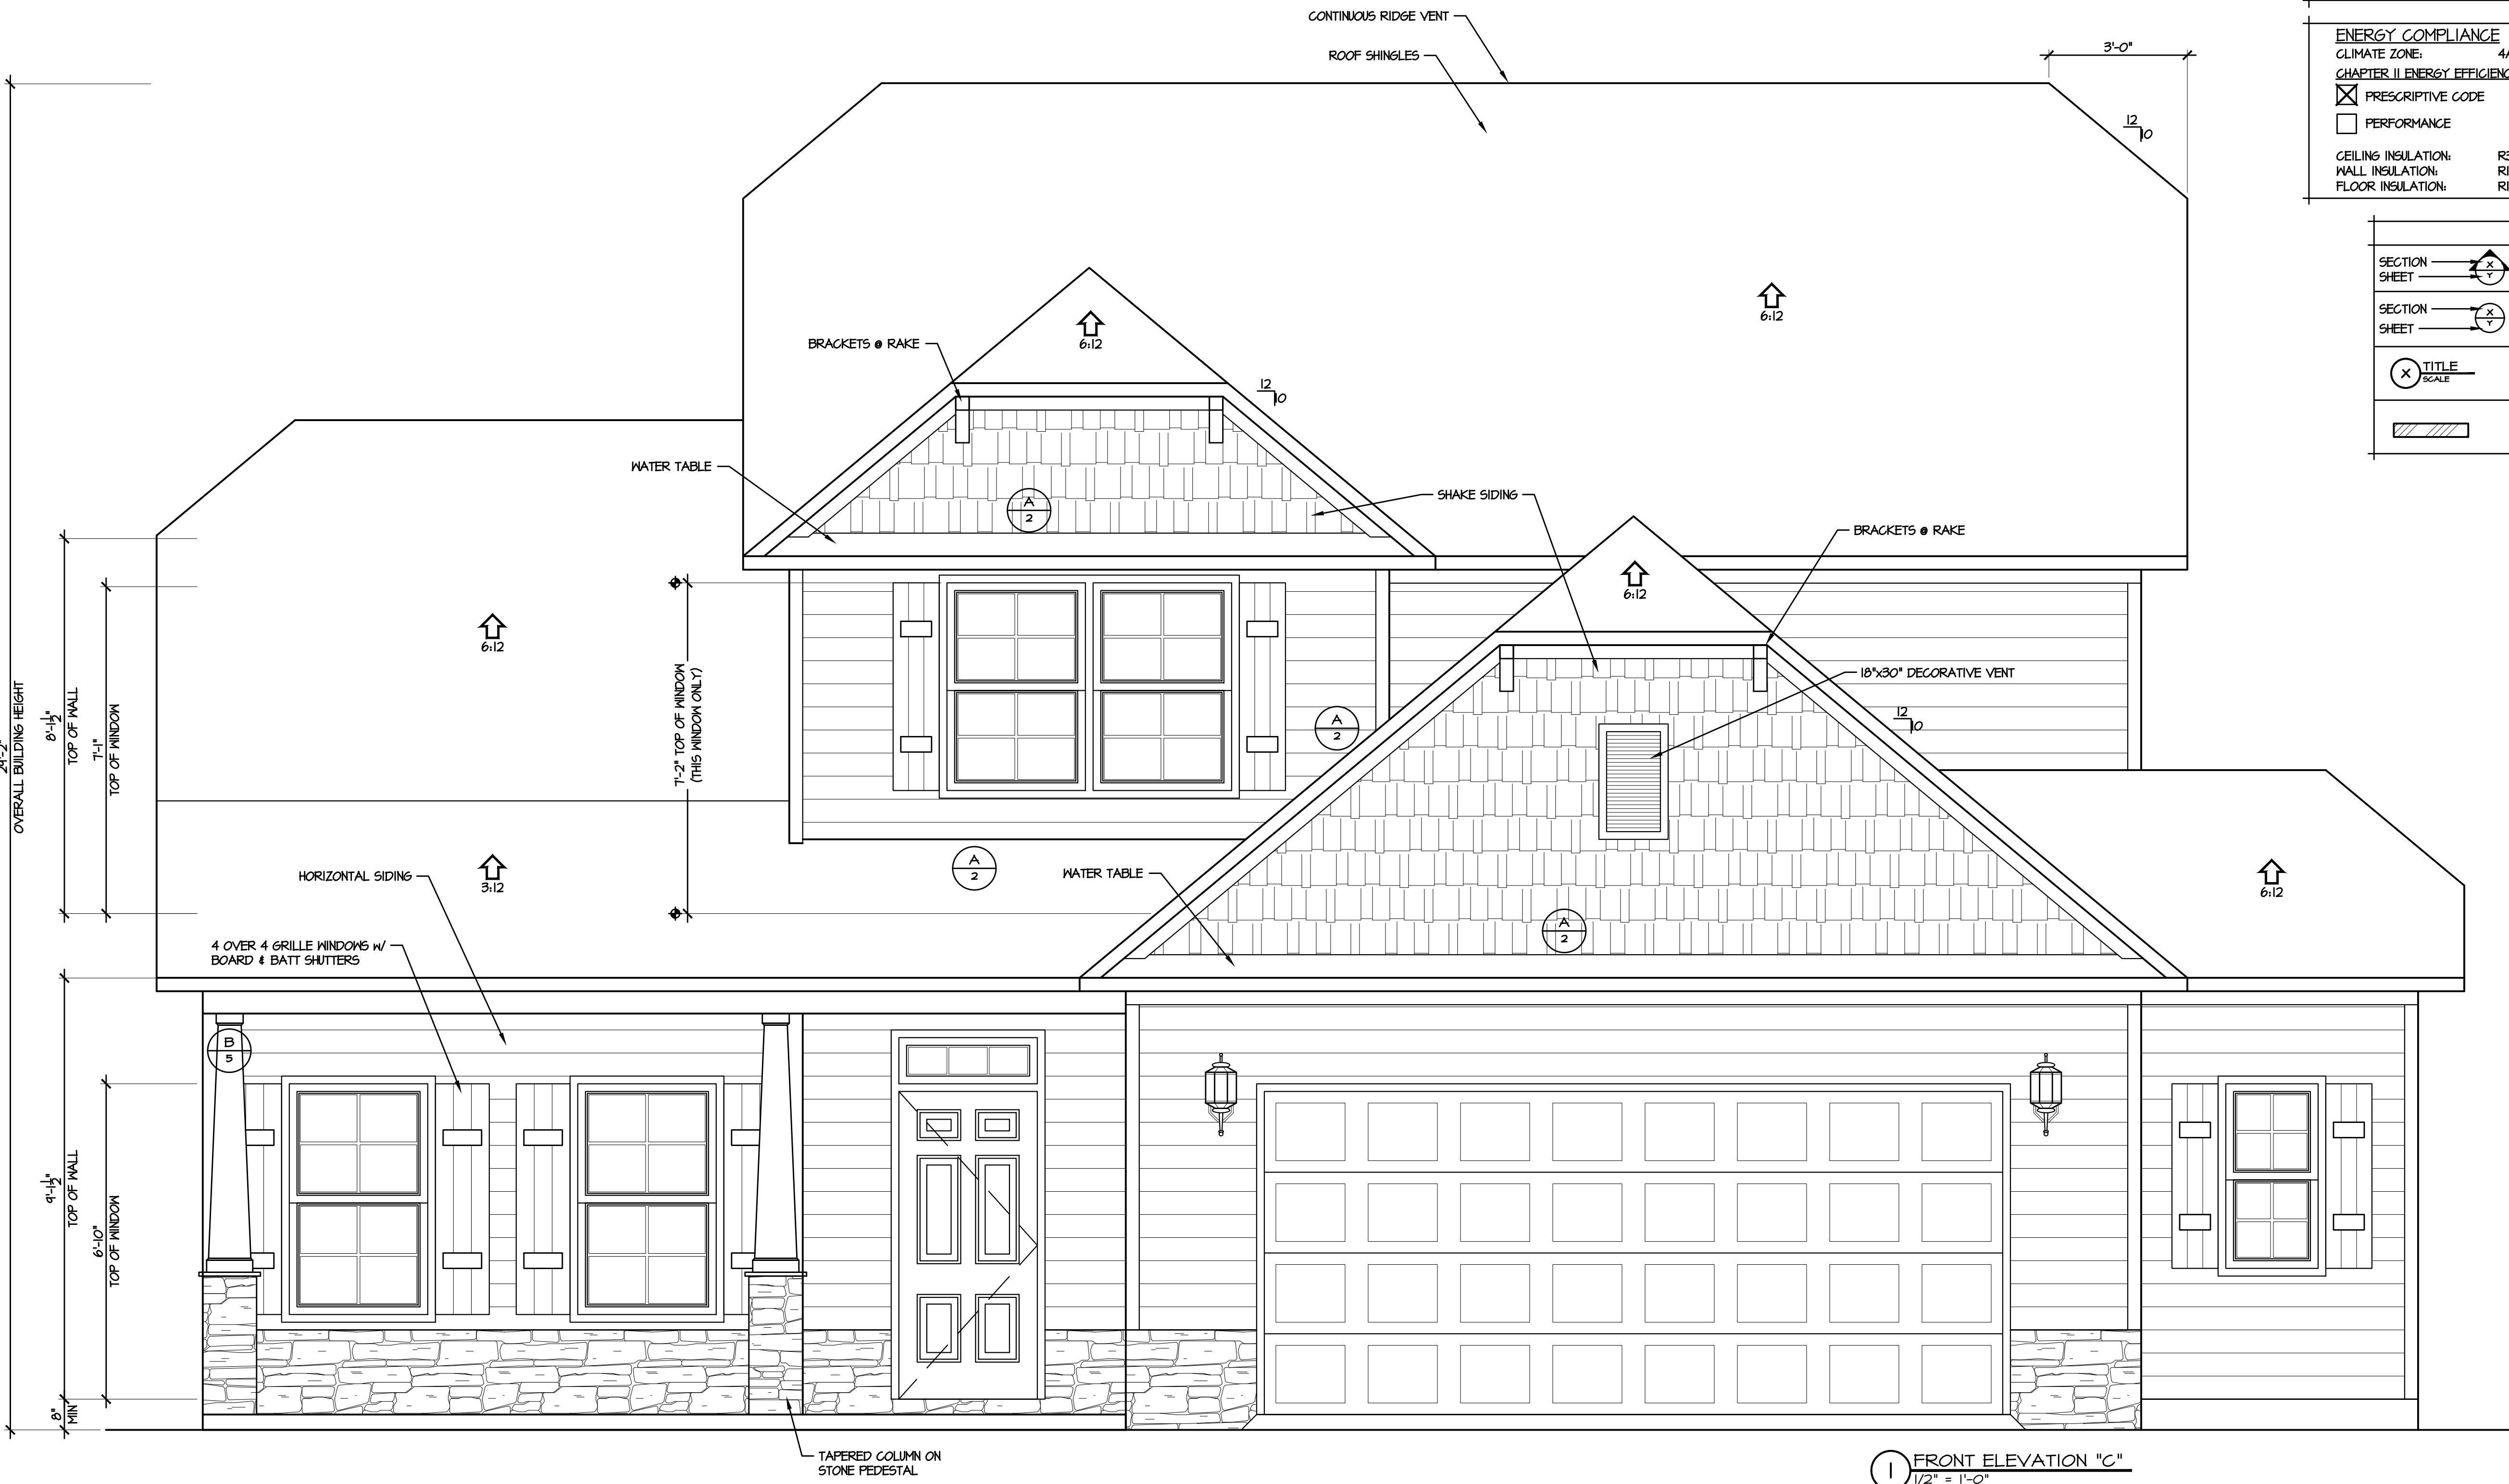 CONTINUOUS RIDGE VENT
ROOF SHINGLES
3'-0"
12
10
ENERGY COMPLIANCE
CLIMATE ZONE:
CHAPTER 11 ENERGY
PRESCRIPTIVE CODE
PERFORMANCE
CEILING INSULATION:
WALL INSULATION:
FLOOR INSULATION:
SECTION
SHEET
X
Y
SECTION
SHEET
X
Y
X
TITLE
SCALE
6:12
6:12
BRACKETS @ RAKE
12
10
WATER TABLE
A
2
SHAKE SIDING
BRACKETS @ RAKE
6:12
6:12
18"x30" DECORATIVE VENT
12
10
A
2
7'-2" TOP OF WINDOW
(THIS WINDOW ONLY)
OVERALL BUILDING HEIGHT
8'-1 1/2"
TOP OF WALL
7'-1"
TOP OF WINDOW
HORIZONTAL SIDING
3:12
A
2
WATER TABLE
A
2
6:12
4 OVER 4 GRILLE WINDOWS w/
BOARD & BATT SHUTTERS
B
5
9'-1 1/2"
TOP OF WALL
6'-10"
TOP OF WINDOW
8"
MIN
TAPERED COLUMN ON
STONE PEDESTAL
1
FRONT ELEVATION "C"
1/2" = 1'-0"